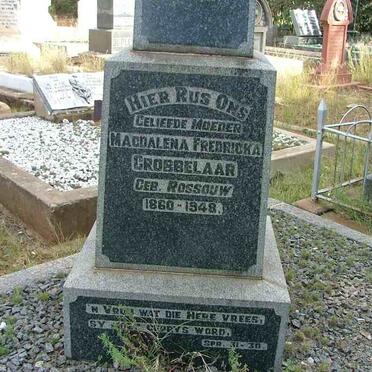 HIER RUS ONS
GELIEFDE MOEDER
MAGDALENA FREDRICKA
GROBBELAAR
GEB. ROSSOUW
1860-1948.
'N VROU WAT DIE HERE VREES,
SY SAL GEPRYS WORD.
SPR. 31-30